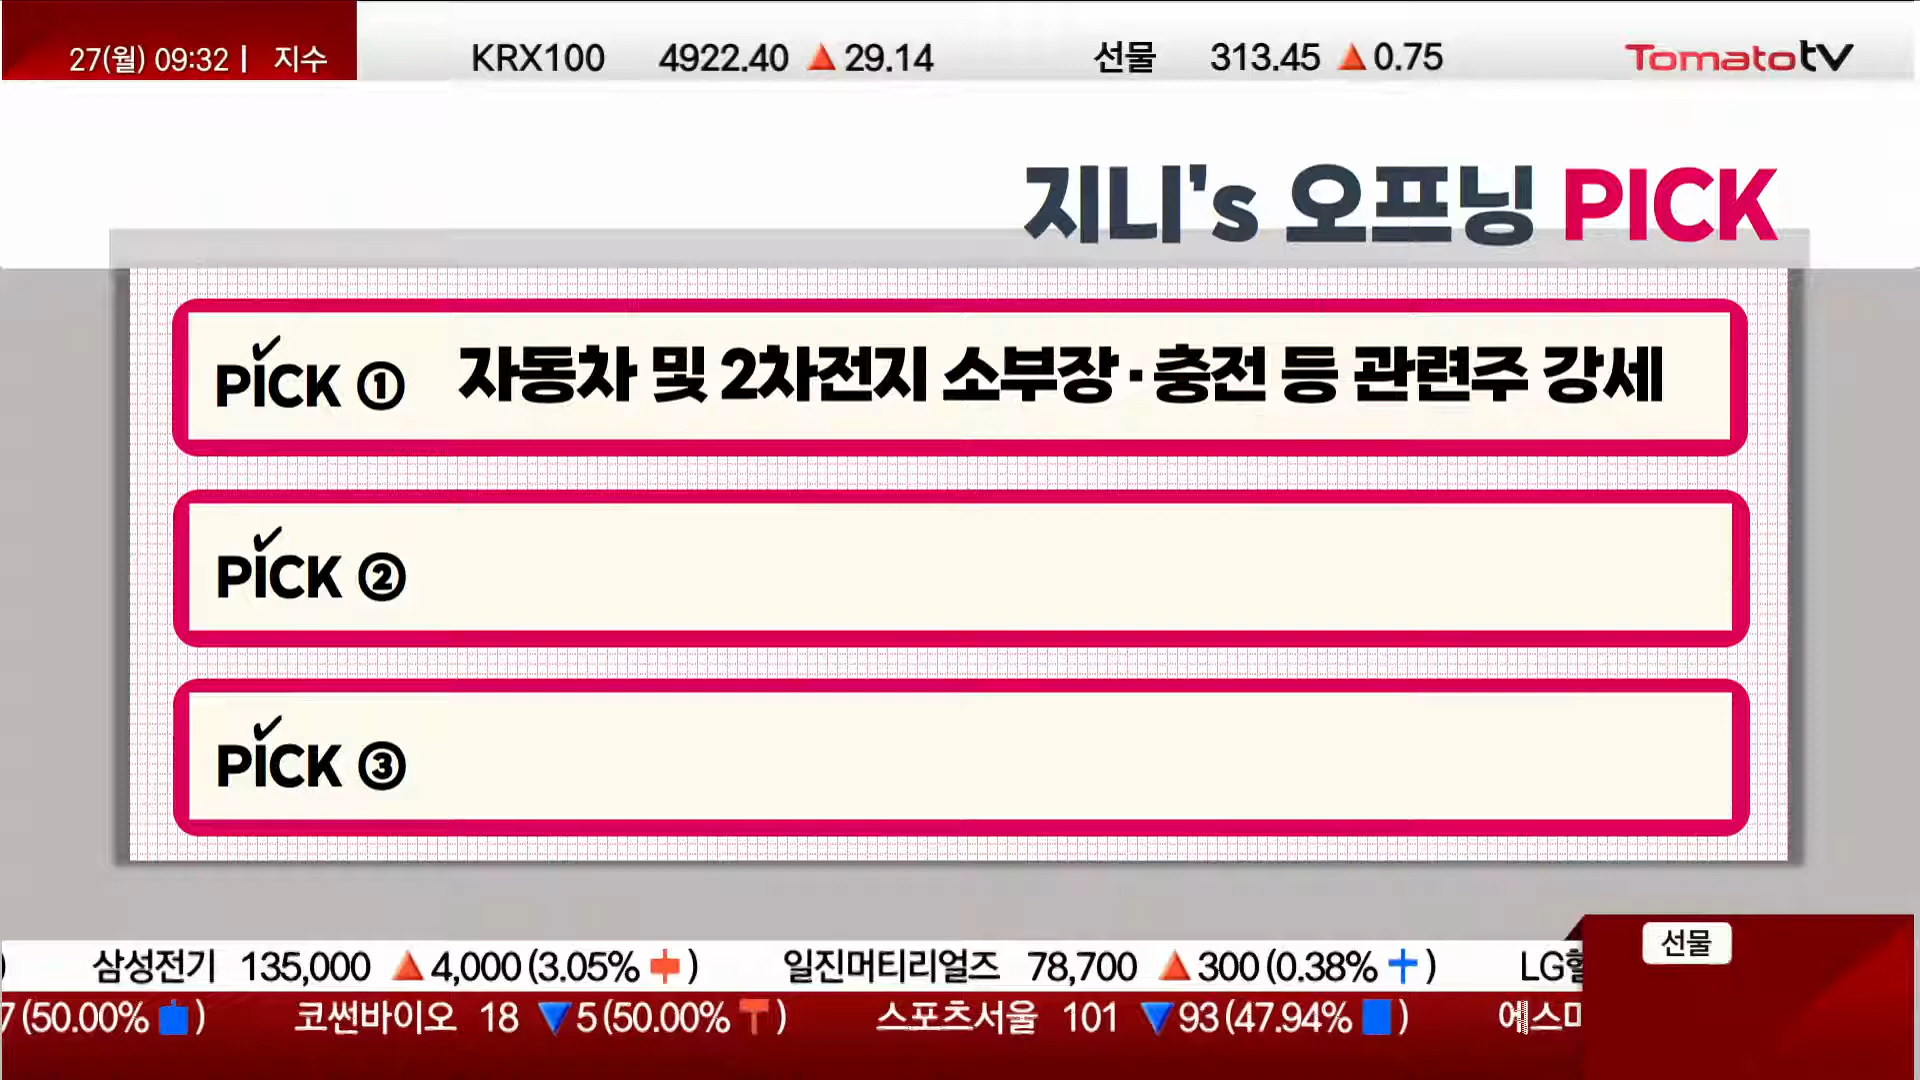 27(월) 09:32 | 지수 KRX100 4922.40 ▲29.14 선물 313.45 ▲0.75 Tomatotv
지니's 오프닝 PICK
PICK ① 자동차 및 2차전지 소부장·충전 등 관련주 강세
PICK ②
PICK ③
선물
) 삼성전기 135,000 ▲4,000(3.05% ) 일진머티리얼즈 78,700 ▲300(0.38% ) LG
7(50.00% ) 코썬바이오 18 ▼5(50.00% ) 스포츠서울 101 ▼93(47.94% ) 에스